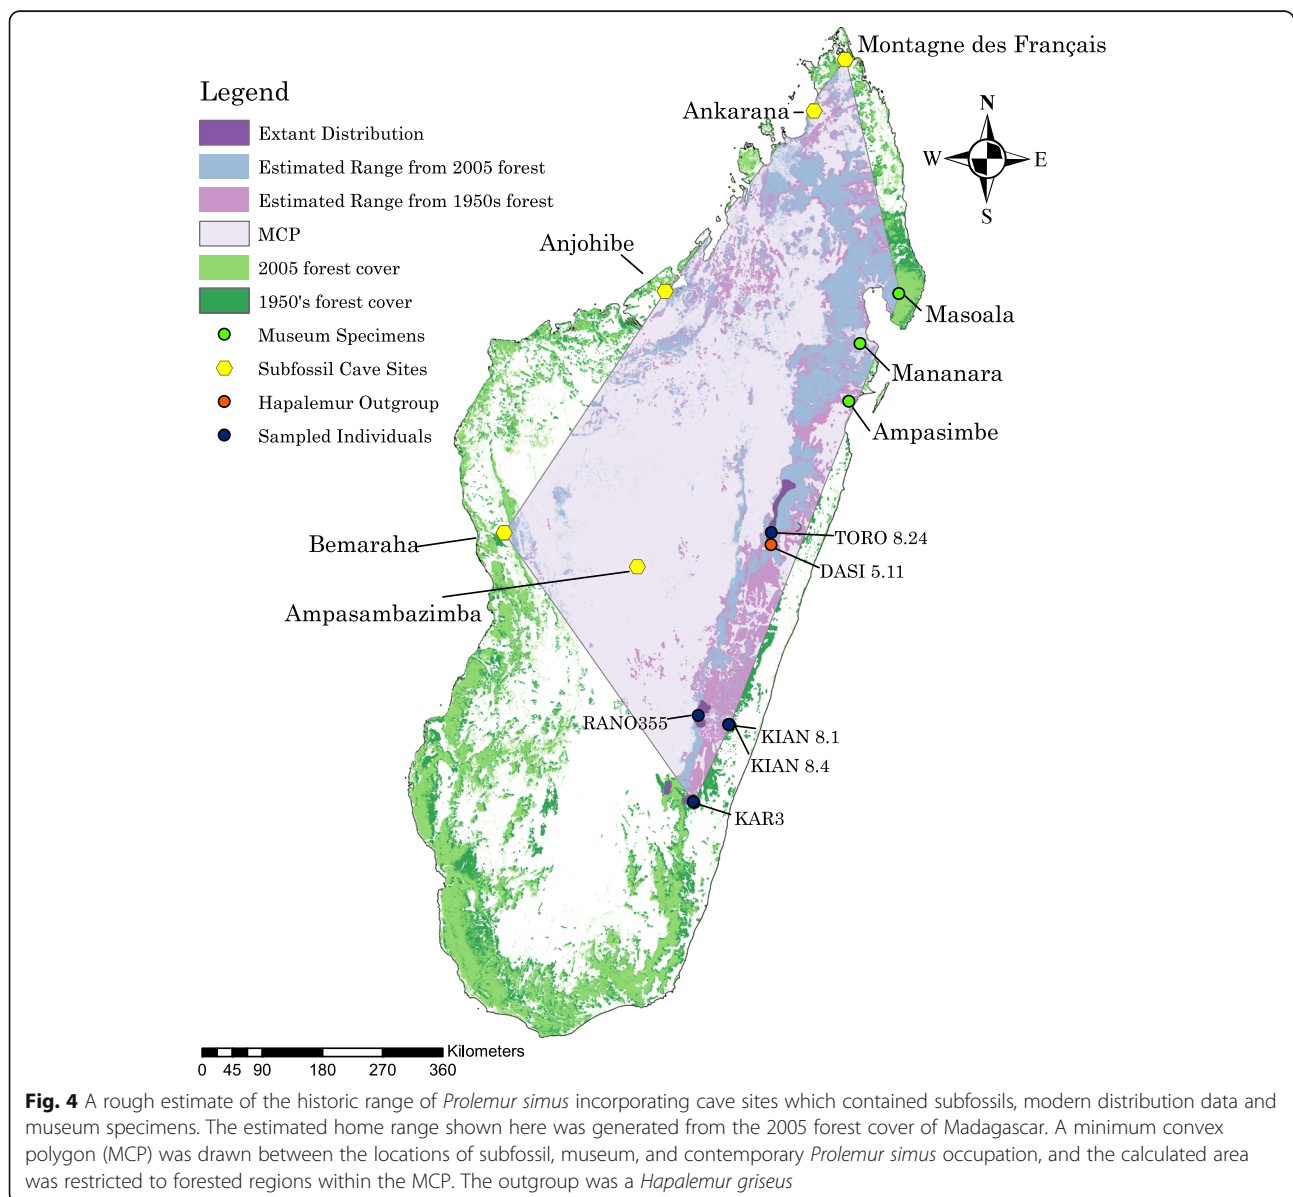 Montagne des Français
Ankarana
N
W
E
S
Legend
Extant Distribution
Estimated Range from 2005 forest
Estimated Range from 1950s forest
MCP
2005 forest cover
1950's forest cover
Museum Specimens
Subfossil Cave Sites
Hapalemur Outgroup
Sampled Individuals
Anjohibe
Masoala
Mananara
Ampasimbe
Bemaraha
TORO 8.24
DASI 5.11
Ampasambazimba
RANO355
KIAN 8.1
KIAN 8.4
KAR3
Kilometers
0 45 90 180 270 360
Fig. 4 A rough estimate of the historic range of Prolemur simus incorporating cave sites which contained subfossils, modern distribution data and
museum specimens. The estimated home range shown here was generated from the 2005 forest cover of Madagascar. A minimum convex
polygon (MCP) was drawn between the locations of subfossil, museum, and contemporary Prolemur simus occupation, and the calculated area
was restricted to forested regions within the MCP. The outgroup was a Hapalemur griseus